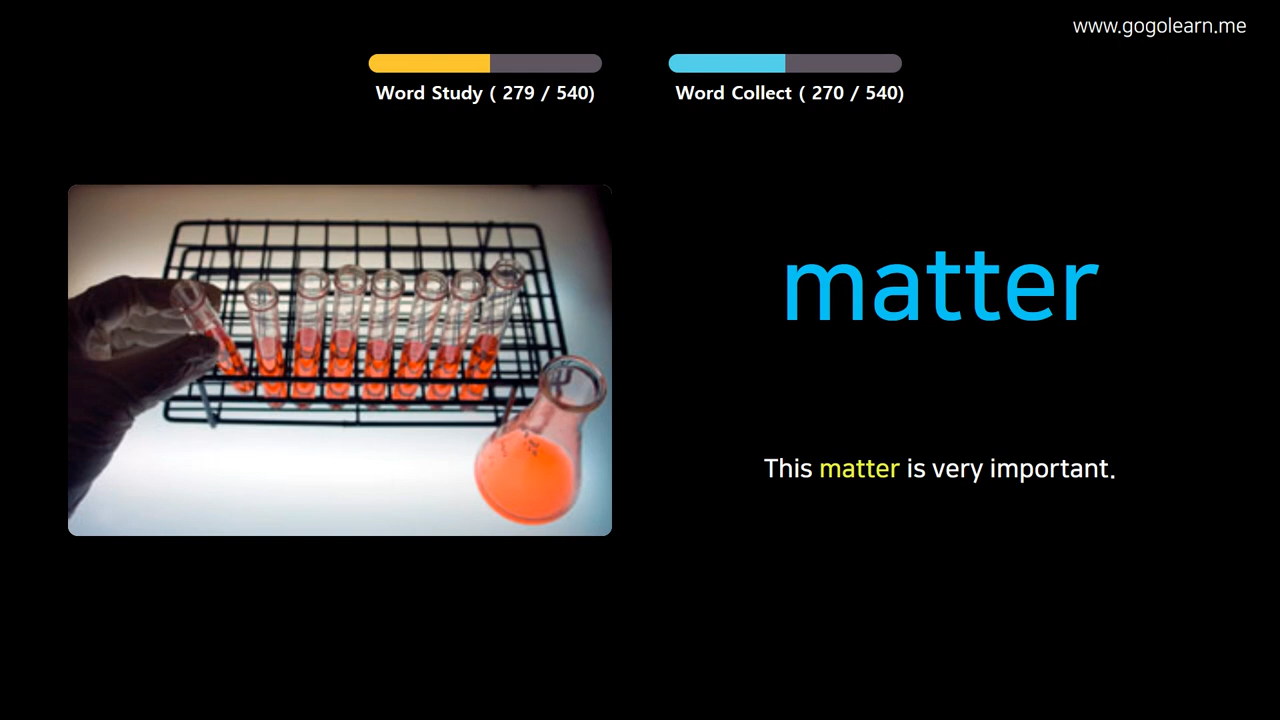 www.gogolearn.me
Word Study ( 279 / 540)
Word Collect ( 270 / 540)
matter
This matter is very important.